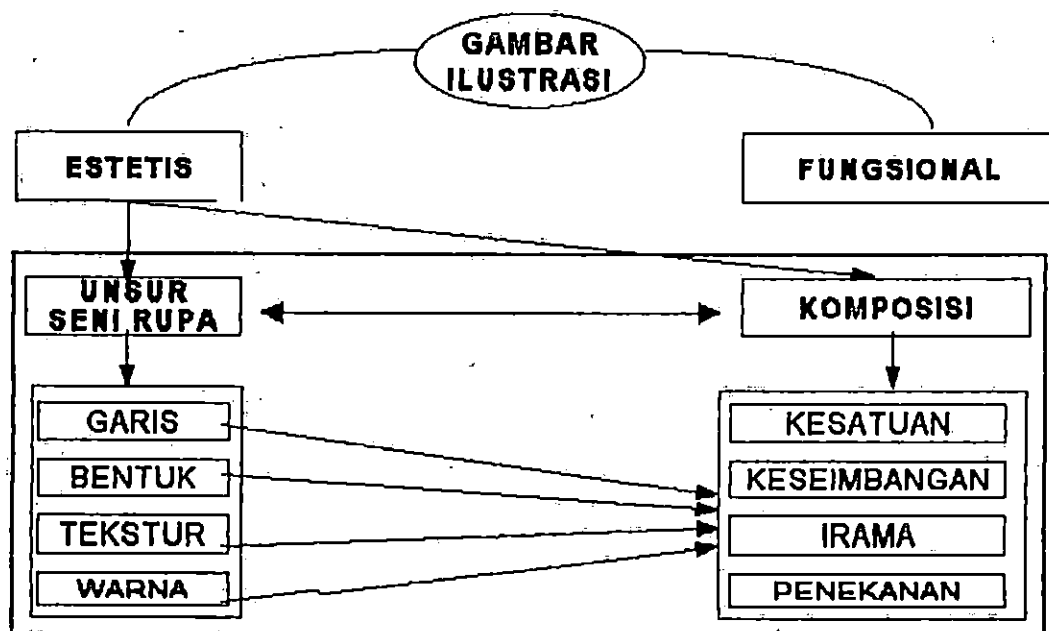 GAMBAR
ILUSTRASI
ESTETIS
FUNGSIONAL
UNSUR
SENI RUPA
KOMPOSISI
GARIS
BENTUK
TEKSTUR
WARNA
KESATUAN
KESEIMBANGAN
IRAMA
PENEKANAN